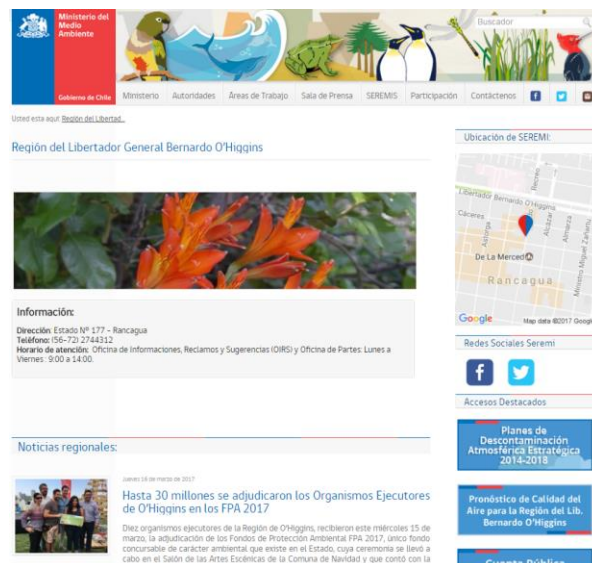 Ministerio del
Medio
Ambiente
Gobierno de Chile
Buscador
Ministerio Autoridades Áreas de Trabajo Sala de Prensa SEREMIS Participación Contáctenos
Usted esta aquí: Región del Libertad...
Región del Libertador General Bernardo O'Higgins
Información:
Dirección: Estado Nº 177 - Rancagua
Teléfono: (56-72) 2744312
Horario de atención: Oficina de Informaciones, Reclamos y Sugerencias (OIRS) y Oficina de Partes: Lunes a
Viernes : 9:00 a 14:00.
Noticias regionales:
Jueves 16 de marzo de 2017
Hasta 30 millones se adjudicaron los Organismos Ejecutores
de O'Higgins en los FPA 2017
Diez organismos ejecutores de la Región de O'Higgins, recibieron este miércoles 15 de
marzo, la adjudicación de los Fondos de Protección Ambiental FPA 2017, único fondo
concursable de carácter ambiental que existe en el Estado, cuya ceremonia se llevó a
cabo en el Salón de las Artes Escénicas de la Comuna de Navidad y que contó con la
Ubicación de SEREMI:
Libertador Bernardo O'Higgins
Cáceres
Astorga
Alcázar
Almarza
Ministro Miguel Zañartu
De La Merced
Rancagua
Google
Map data ©2017 Google
Redes Sociales Seremi
Accesos Destacados
Planes de
Descontaminación
Atmosférica Estratégica
2014-2018
Pronóstico de Calidad del
Aire para la Región del Lib.
Bernardo O'Higgins
Cuenta Pública